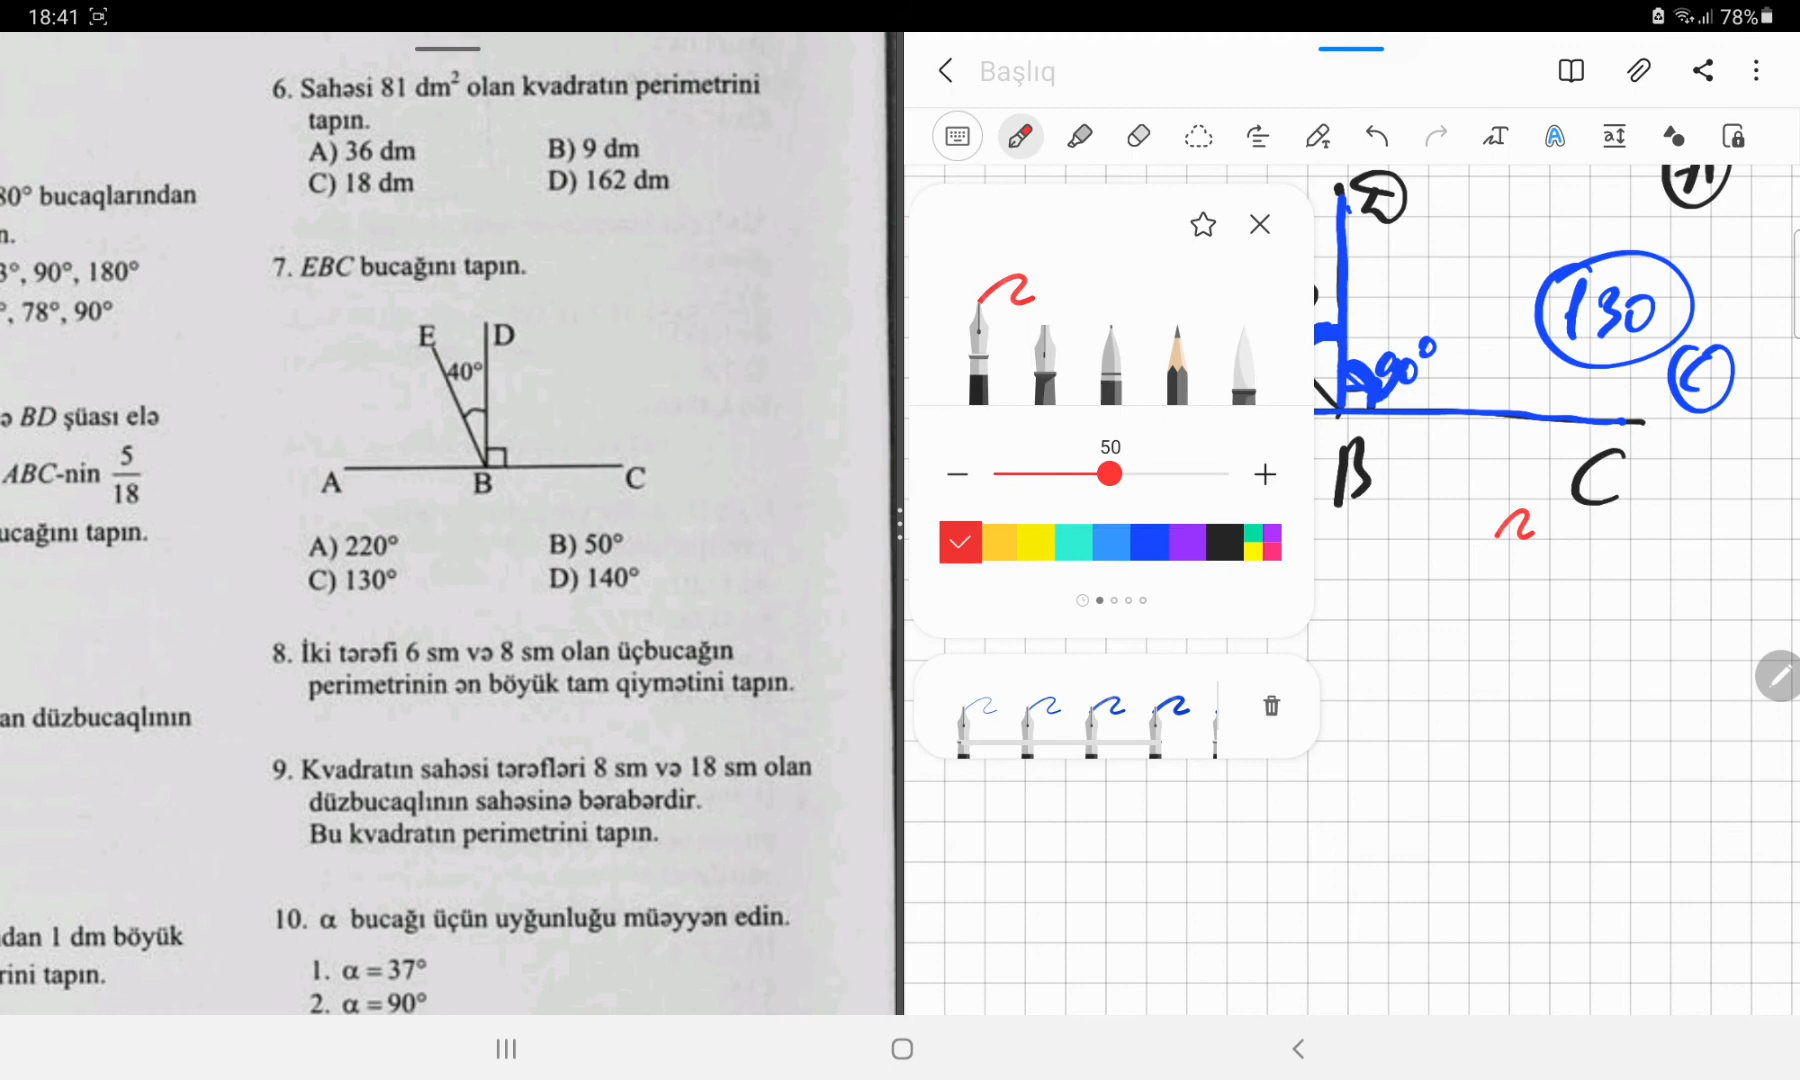 18:41
78%
80° bucaqlarından
n.
3°, 90°, 180°
°, 78°, 90°
ə BD şüası elə
ABC-nin 5/18
ucağını tapın.
an düzbucaqlının
dan 1 dm böyük
rini tapın.
6. Sahəsi 81 dm² olan kvadratın perimetrini
tapın.
A) 36 dm B) 9 dm
C) 18 dm D) 162 dm
7. EBC bucağını tapın.
E D
40°
A B C
A) 220° B) 50°
C) 130° D) 140°
8. İki tərəfi 6 sm və 8 sm olan üçbucağın
perimetrinin ən böyük tam qiymətini tapın.
9. Kvadratın sahəsi tərəfləri 8 sm və 18 sm olan
düzbucaqlının sahəsinə bərabərdir.
Bu kvadratın perimetrini tapın.
10. α bucağı üçün uyğunluğu müəyyən edin.
1. α = 37°
2. α = 90°
Başlıq
50
130
C
90°
B C